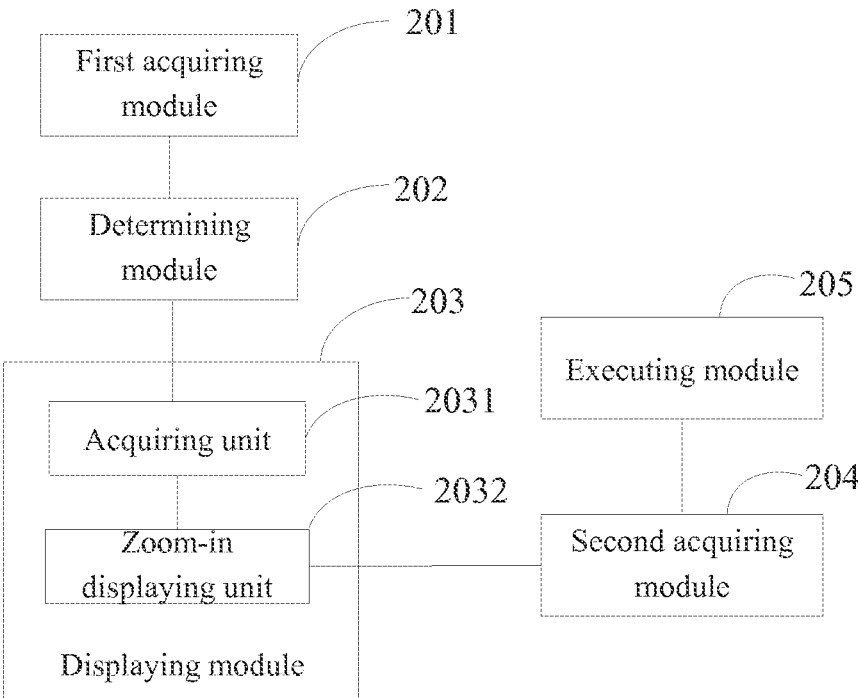 201
First acquiring
module
202
Determining
module
203
2031
Acquiring unit
2032
Zoom-in
displaying unit
Displaying module
205
Executing module
204
Second acquiring
module